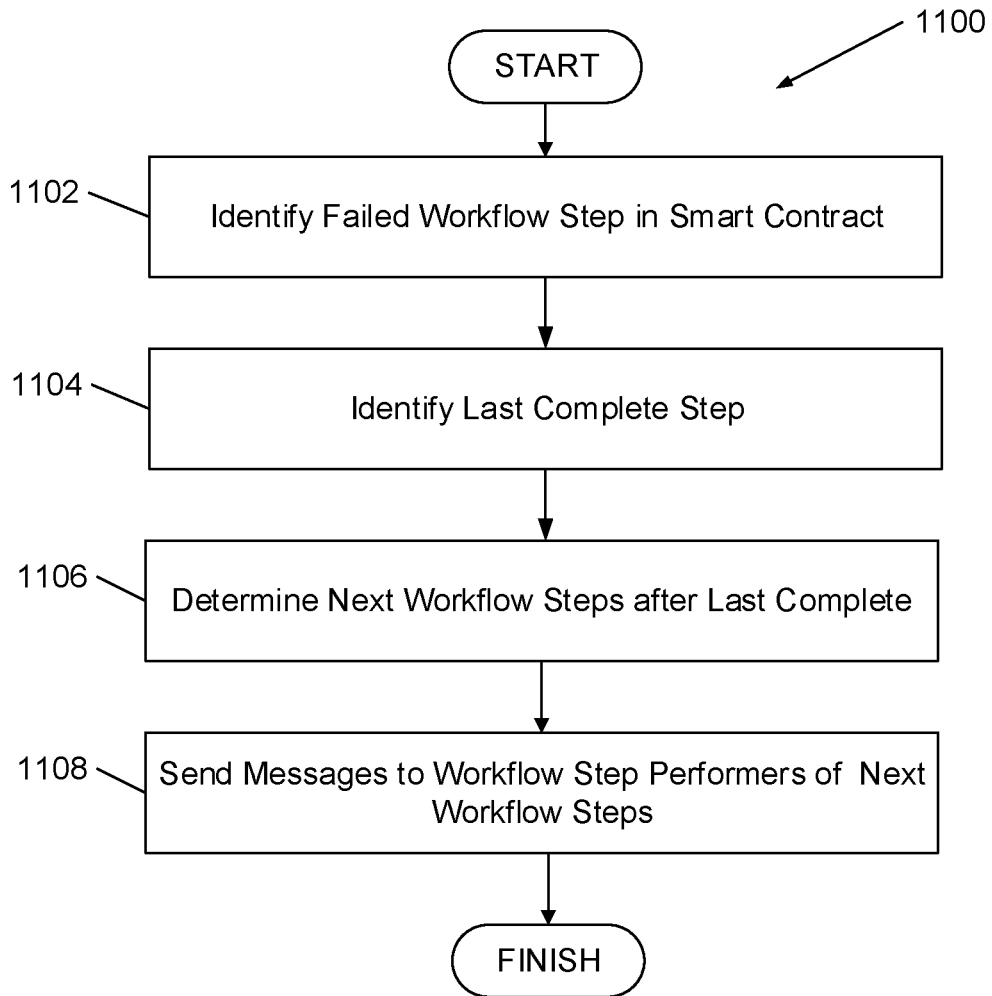 1100
START
1102
Identify Failed Workflow Step in Smart Contract
1104
Identify Last Complete Step
1106
Determine Next Workflow Steps after Last Complete
1108
Send Messages to Workflow Step Performers of Next
Workflow Steps
FINISH